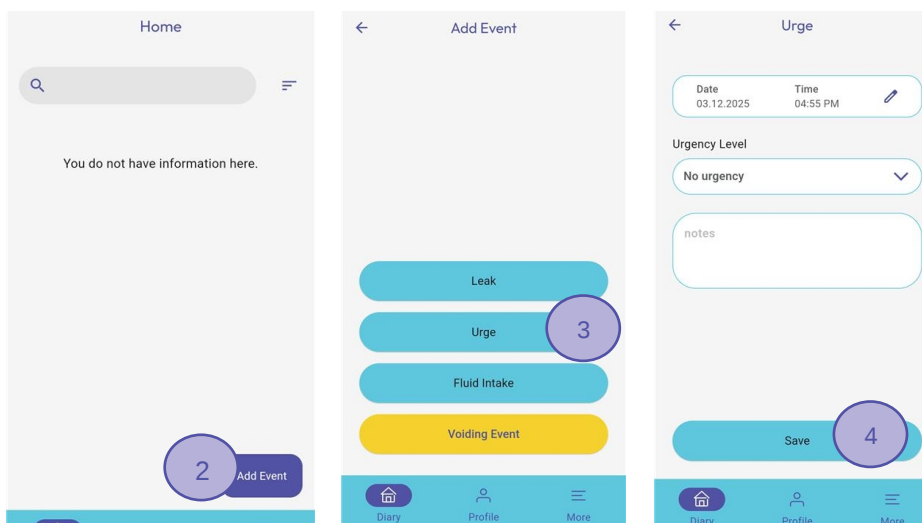 Home
You do not have information here.
2
Add Event
Add Event
Leak
Urge
3
Fluid Intake
Voiding Event
Diary
Profile
More
Urge
Date
Time
03.12.2025
04:55 PM
Urgency Level
No urgency
notes
Save
4
Diary
Profile
More